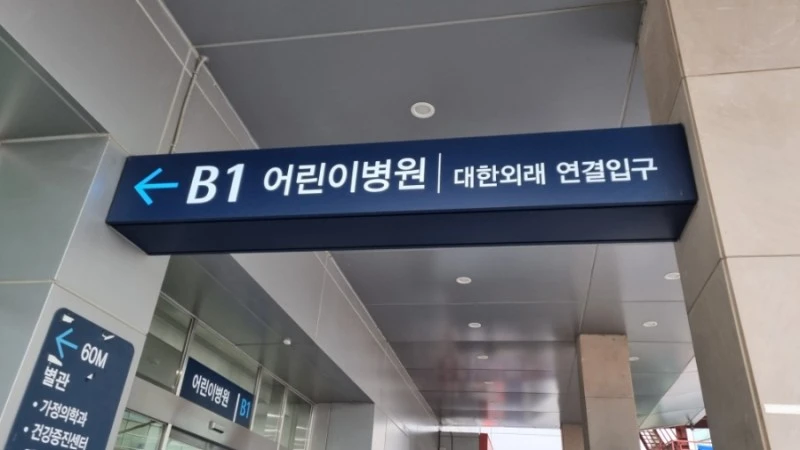 ← B1 어린이병원 | 대한외래 연결입구
← 60M
별관
• 가정의학과
• 건강증진센터
어린이병원 | B1